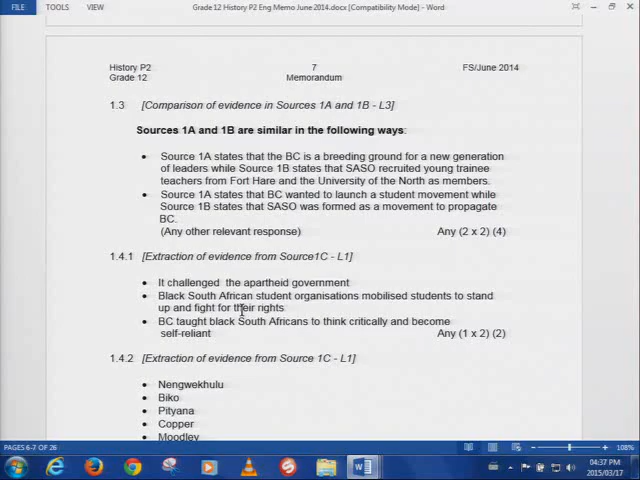 FILE TOOLS VIEW Grade 12 History P2 Eng Memo June 2014.docx [Compatibility Mode] - Word
History P2 7 FS/June 2014
Grade 12 Memorandum
1.3 [Comparison of evidence in Sources 1A and 1B - L3]
Sources 1A and 1B are similar in the following ways:
• Source 1A states that the BC is a breeding ground for a new generation
of leaders while Source 1B states that SASO recruited young trainee
teachers from Fort Hare and the University of the North as members.
• Source 1A states that BC wanted to launch a student movement while
Source 1B states that SASO was formed as a movement to propagate
BC.
(Any other relevant response) Any (2 x 2) (4)
1.4.1 [Extraction of evidence from Source1C - L1]
• It challenged the apartheid government
• Black South African student organisations mobilised students to stand
up and fight for their rights
• BC taught black South Africans to think critically and become
self-reliant Any (1 x 2) (2)
1.4.2 [Extraction of evidence from Source 1C - L1]
• Nengwekhulu
• Biko
• Pityana
• Copper
• Moodley
PAGES 6-7 OF 26 108%
04:37 PM
2015/03/17